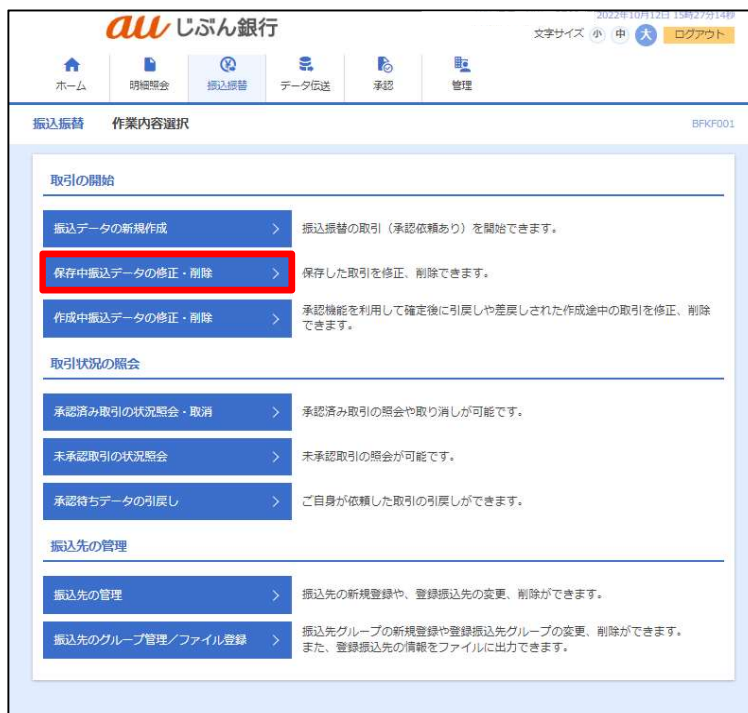 2022年10月12日 15時27分14秒
au じぶん銀行
文字サイズ 小 中 大 ログアウト
ホーム 明細照会 振込振替 データ伝送 承認 管理
振込振替 作業内容選択 BFKF001
取引の開始
振込データの新規作成 振込振替の取引(承認依頼あり)を開始できます。
保存中振込データの修正・削除 保存した取引を修正、削除できます。
作成中振込データの修正・削除 承認機能を利用して確定後に引戻しや差戻しされた作成途中の取引を修正、削除
できます。
取引状況の照会
承認済み取引の状況照会・取消 承認済み取引の照会や取り消しが可能です。
未承認取引の状況照会 未承認取引の照会が可能です。
承認待ちデータの引戻し ご自身が依頼した取引の引戻しができます。
振込先の管理
振込先の管理 振込先の新規登録や、登録振込先の変更、削除ができます。
振込先のグループ管理/ファイル登録 振込先グループの新規登録や登録振込先グループの変更、削除ができます。
また、登録振込先の情報をファイルに出力できます。